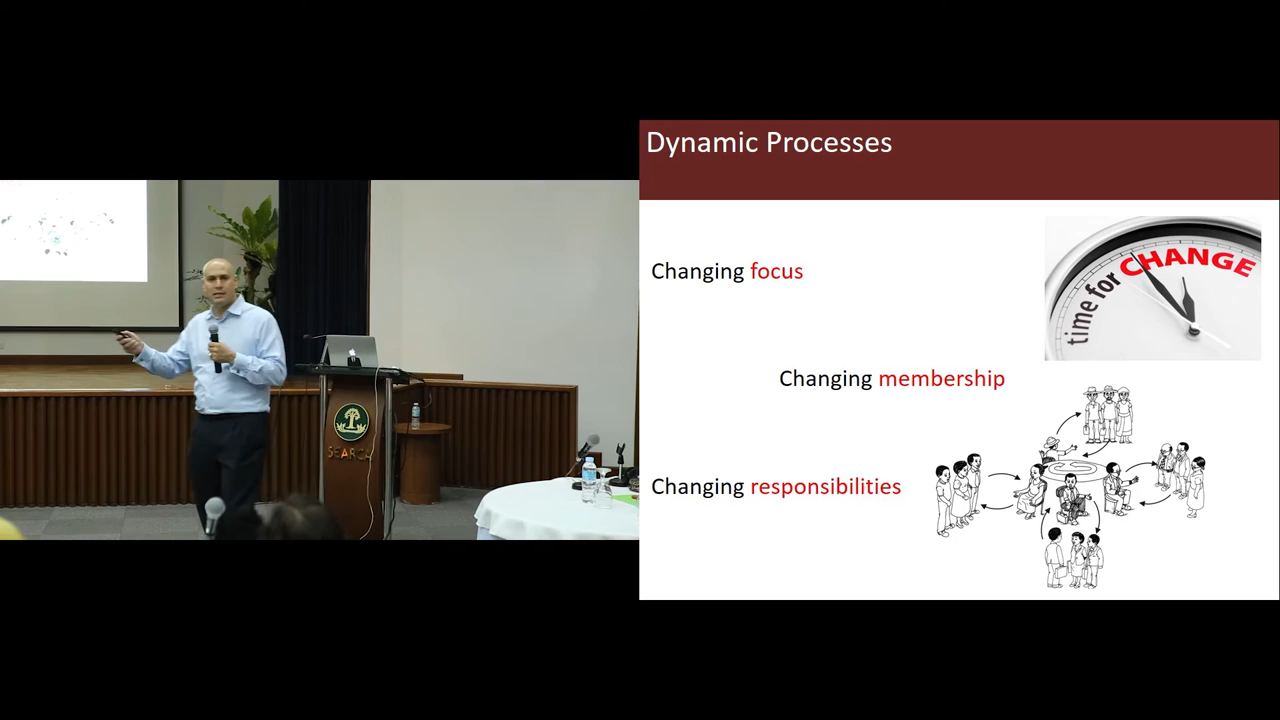 Dynamic Processes
Changing focus
time for CHANGE
Changing membership
Changing responsibilities
SEARCA